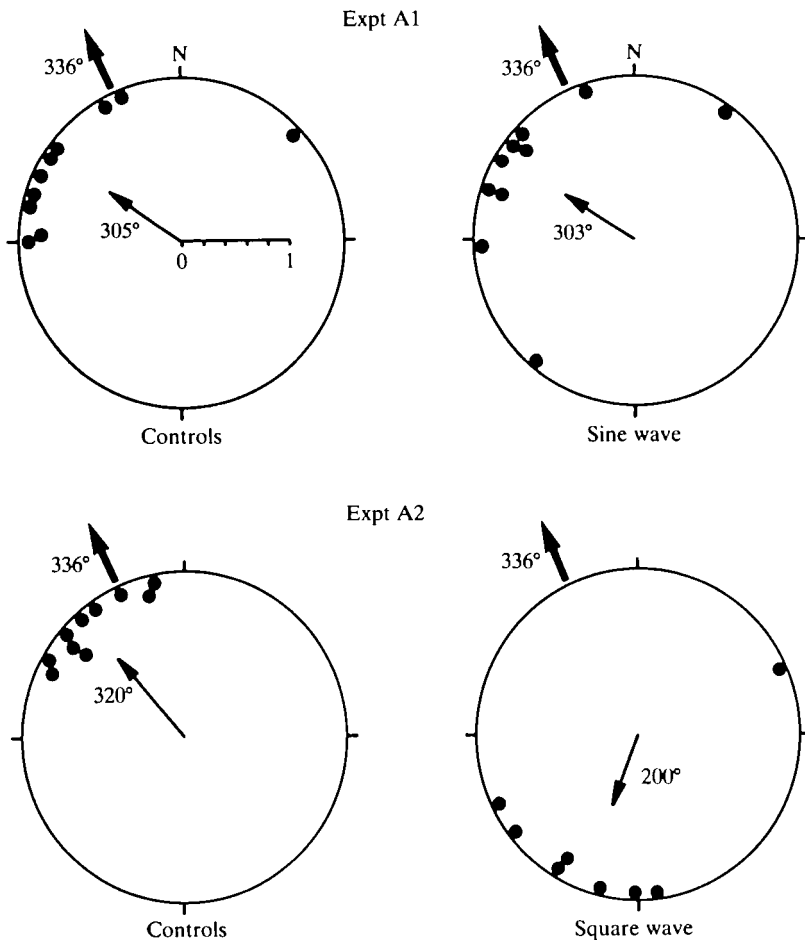 Expt A1
336°
N
305°
0 1
Controls
336°
N
303°
Sine wave
Expt A2
336°
320°
Controls
336°
200°
Square wave